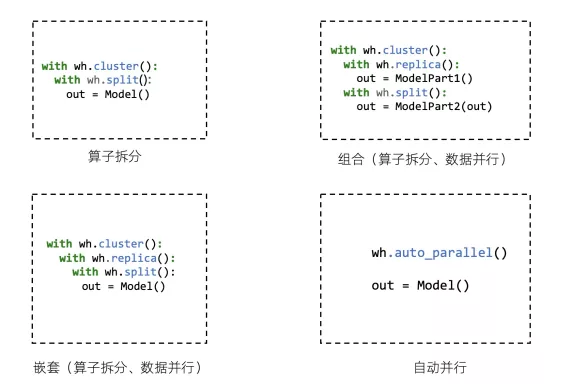 with wh.cluster():
with wh.split():
out = Model()
算子拆分
with wh.cluster():
with wh.replica():
out = ModelPart1()
with wh.split():
out = ModelPart2(out)
组合（算子拆分、数据并行）
with wh.cluster():
with wh.replica():
with wh.split():
out = Model()
嵌套（算子拆分、数据并行）
wh.auto_parallel()
out = Model()
自动并行